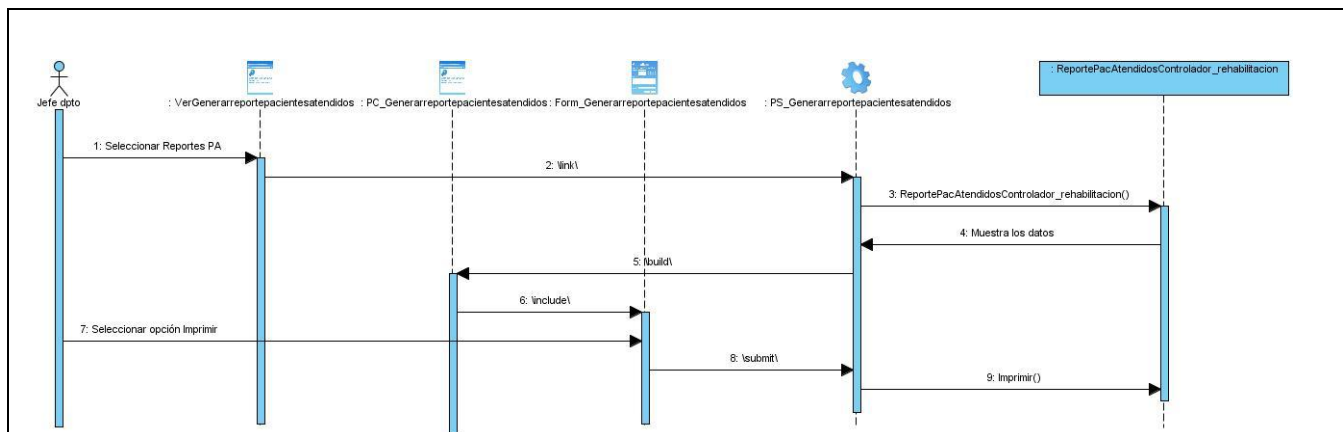 : ReportePacAtendidosControlador_rehabilitacion
Jefe dpto
: VerGenerarreportepacientesatendidos
: PC_Generarreportepacientesatendidos
: Form_Generarreportepacientesatendidos
: PS_Generarreportepacientesatendidos
1: Seleccionar Reportes PA
2: \link\
3: ReportePacAtendidosControlador_rehabilitacion()
4: Muestra los datos
5: \build\
6: \include\
7: Seleccionar opción Imprimir
8: \submit\
9: Imprimir()